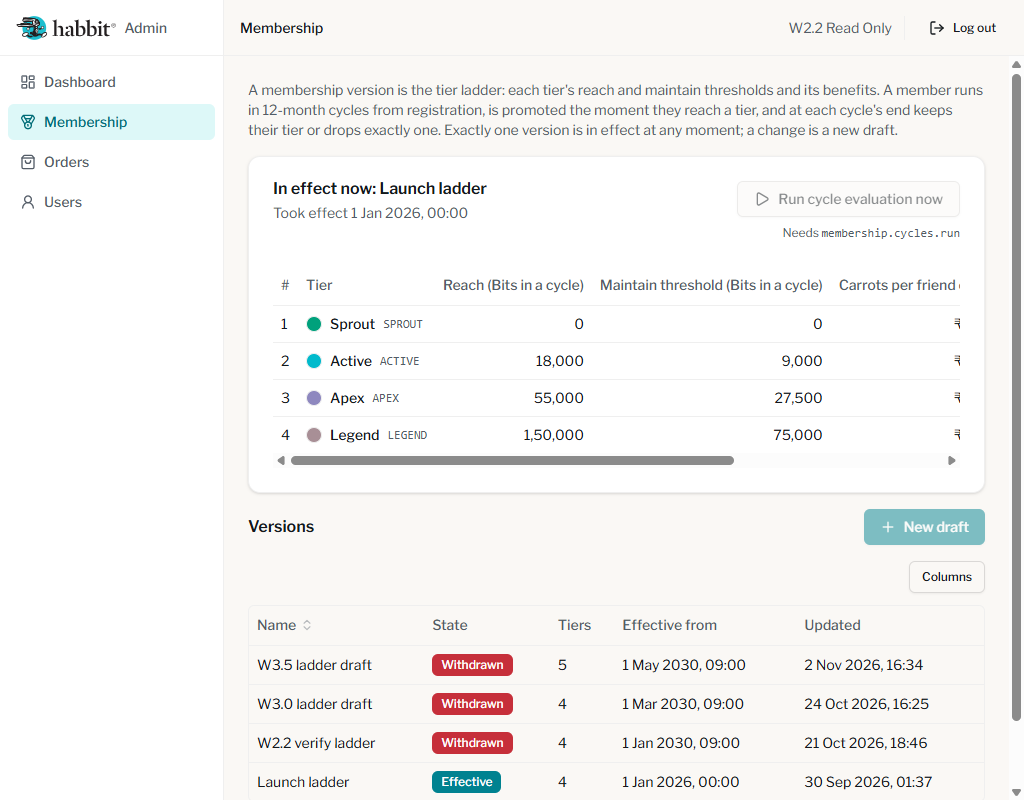 habbit® Admin
Membership
W2.2 Read Only
Log out
Dashboard
Membership
Orders
Users
A membership version is the tier ladder: each tier's reach and maintain thresholds and its benefits. A member runs
in 12-month cycles from registration, is promoted the moment they reach a tier, and at each cycle's end keeps
their tier or drops exactly one. Exactly one version is in effect at any moment; a change is a new draft.
In effect now: Launch ladder
Took effect 1 Jan 2026, 00:00
Run cycle evaluation now
Needs membership.cycles.run
# Tier Reach (Bits in a cycle) Maintain threshold (Bits in a cycle) Carrots per friend
1 Sprout SPROUT 0 0 ₹
2 Active ACTIVE 18,000 9,000 ₹
3 Apex APEX 55,000 27,500 ₹
4 Legend LEGEND 1,50,000 75,000 ₹
Versions
New draft
Columns
Name State Tiers Effective from Updated
W3.5 ladder draft Withdrawn 5 1 May 2030, 09:00 2 Nov 2026, 16:34
W3.0 ladder draft Withdrawn 4 1 Mar 2030, 09:00 24 Oct 2026, 16:25
W2.2 verify ladder Withdrawn 4 1 Jan 2030, 09:00 21 Oct 2026, 18:46
Launch ladder Effective 4 1 Jan 2026, 00:00 30 Sep 2026, 01:37